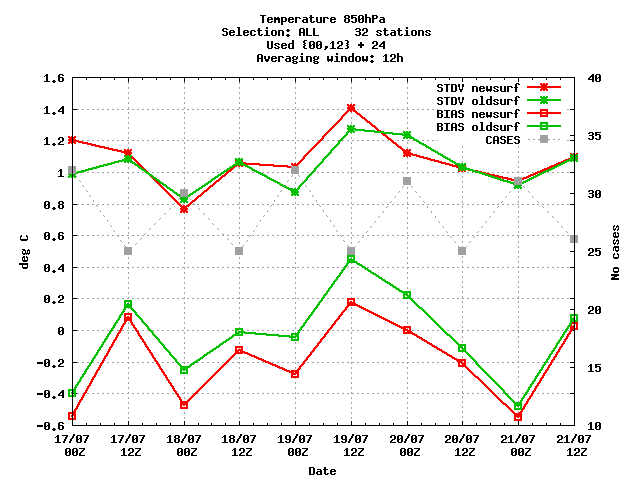 Temperature 850hPa
Selection: ALL 32 stations
Used {00,12} + 24
Averaging window: 12h
STDV newsurf
STDV oldsurf
BIAS newsurf
BIAS oldsurf
CASES
1.6
1.4
1.2
1
0.8
0.6
0.4
0.2
0
-0.2
-0.4
-0.6
deg C
40
35
30
25
20
15
10
No cases
17/07 17/07 18/07 18/07 19/07 19/07 20/07 20/07 21/07 21/07
00Z 12Z 00Z 12Z 00Z 12Z 00Z 12Z 00Z 12Z
Date